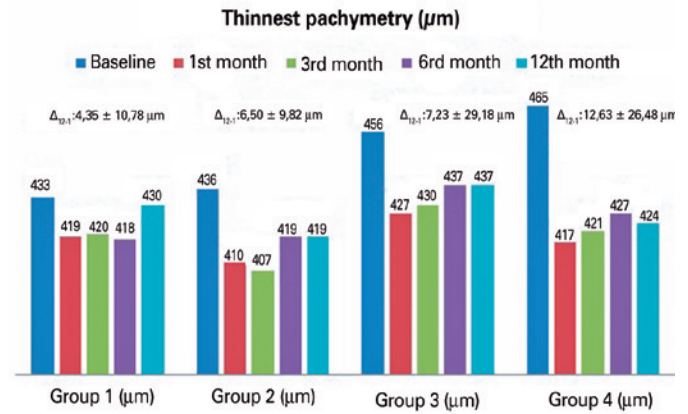 Thinnest pachymetry (µm)
Baseline 1st month 3rd month 6rd month 12th month
Δ12-1:4,35 ± 10,78 µm Δ12-1:6,50 ± 9,82 µm Δ12-1:7,23 ± 29,18 µm Δ12-1:12,63 ± 26,48 µm
433 419 420 418 430
436 410 407 419 419
456 427 430 437 437
465 417 421 427 424
Group 1 (µm) Group 2 (µm) Group 3 (µm) Group 4 (µm)